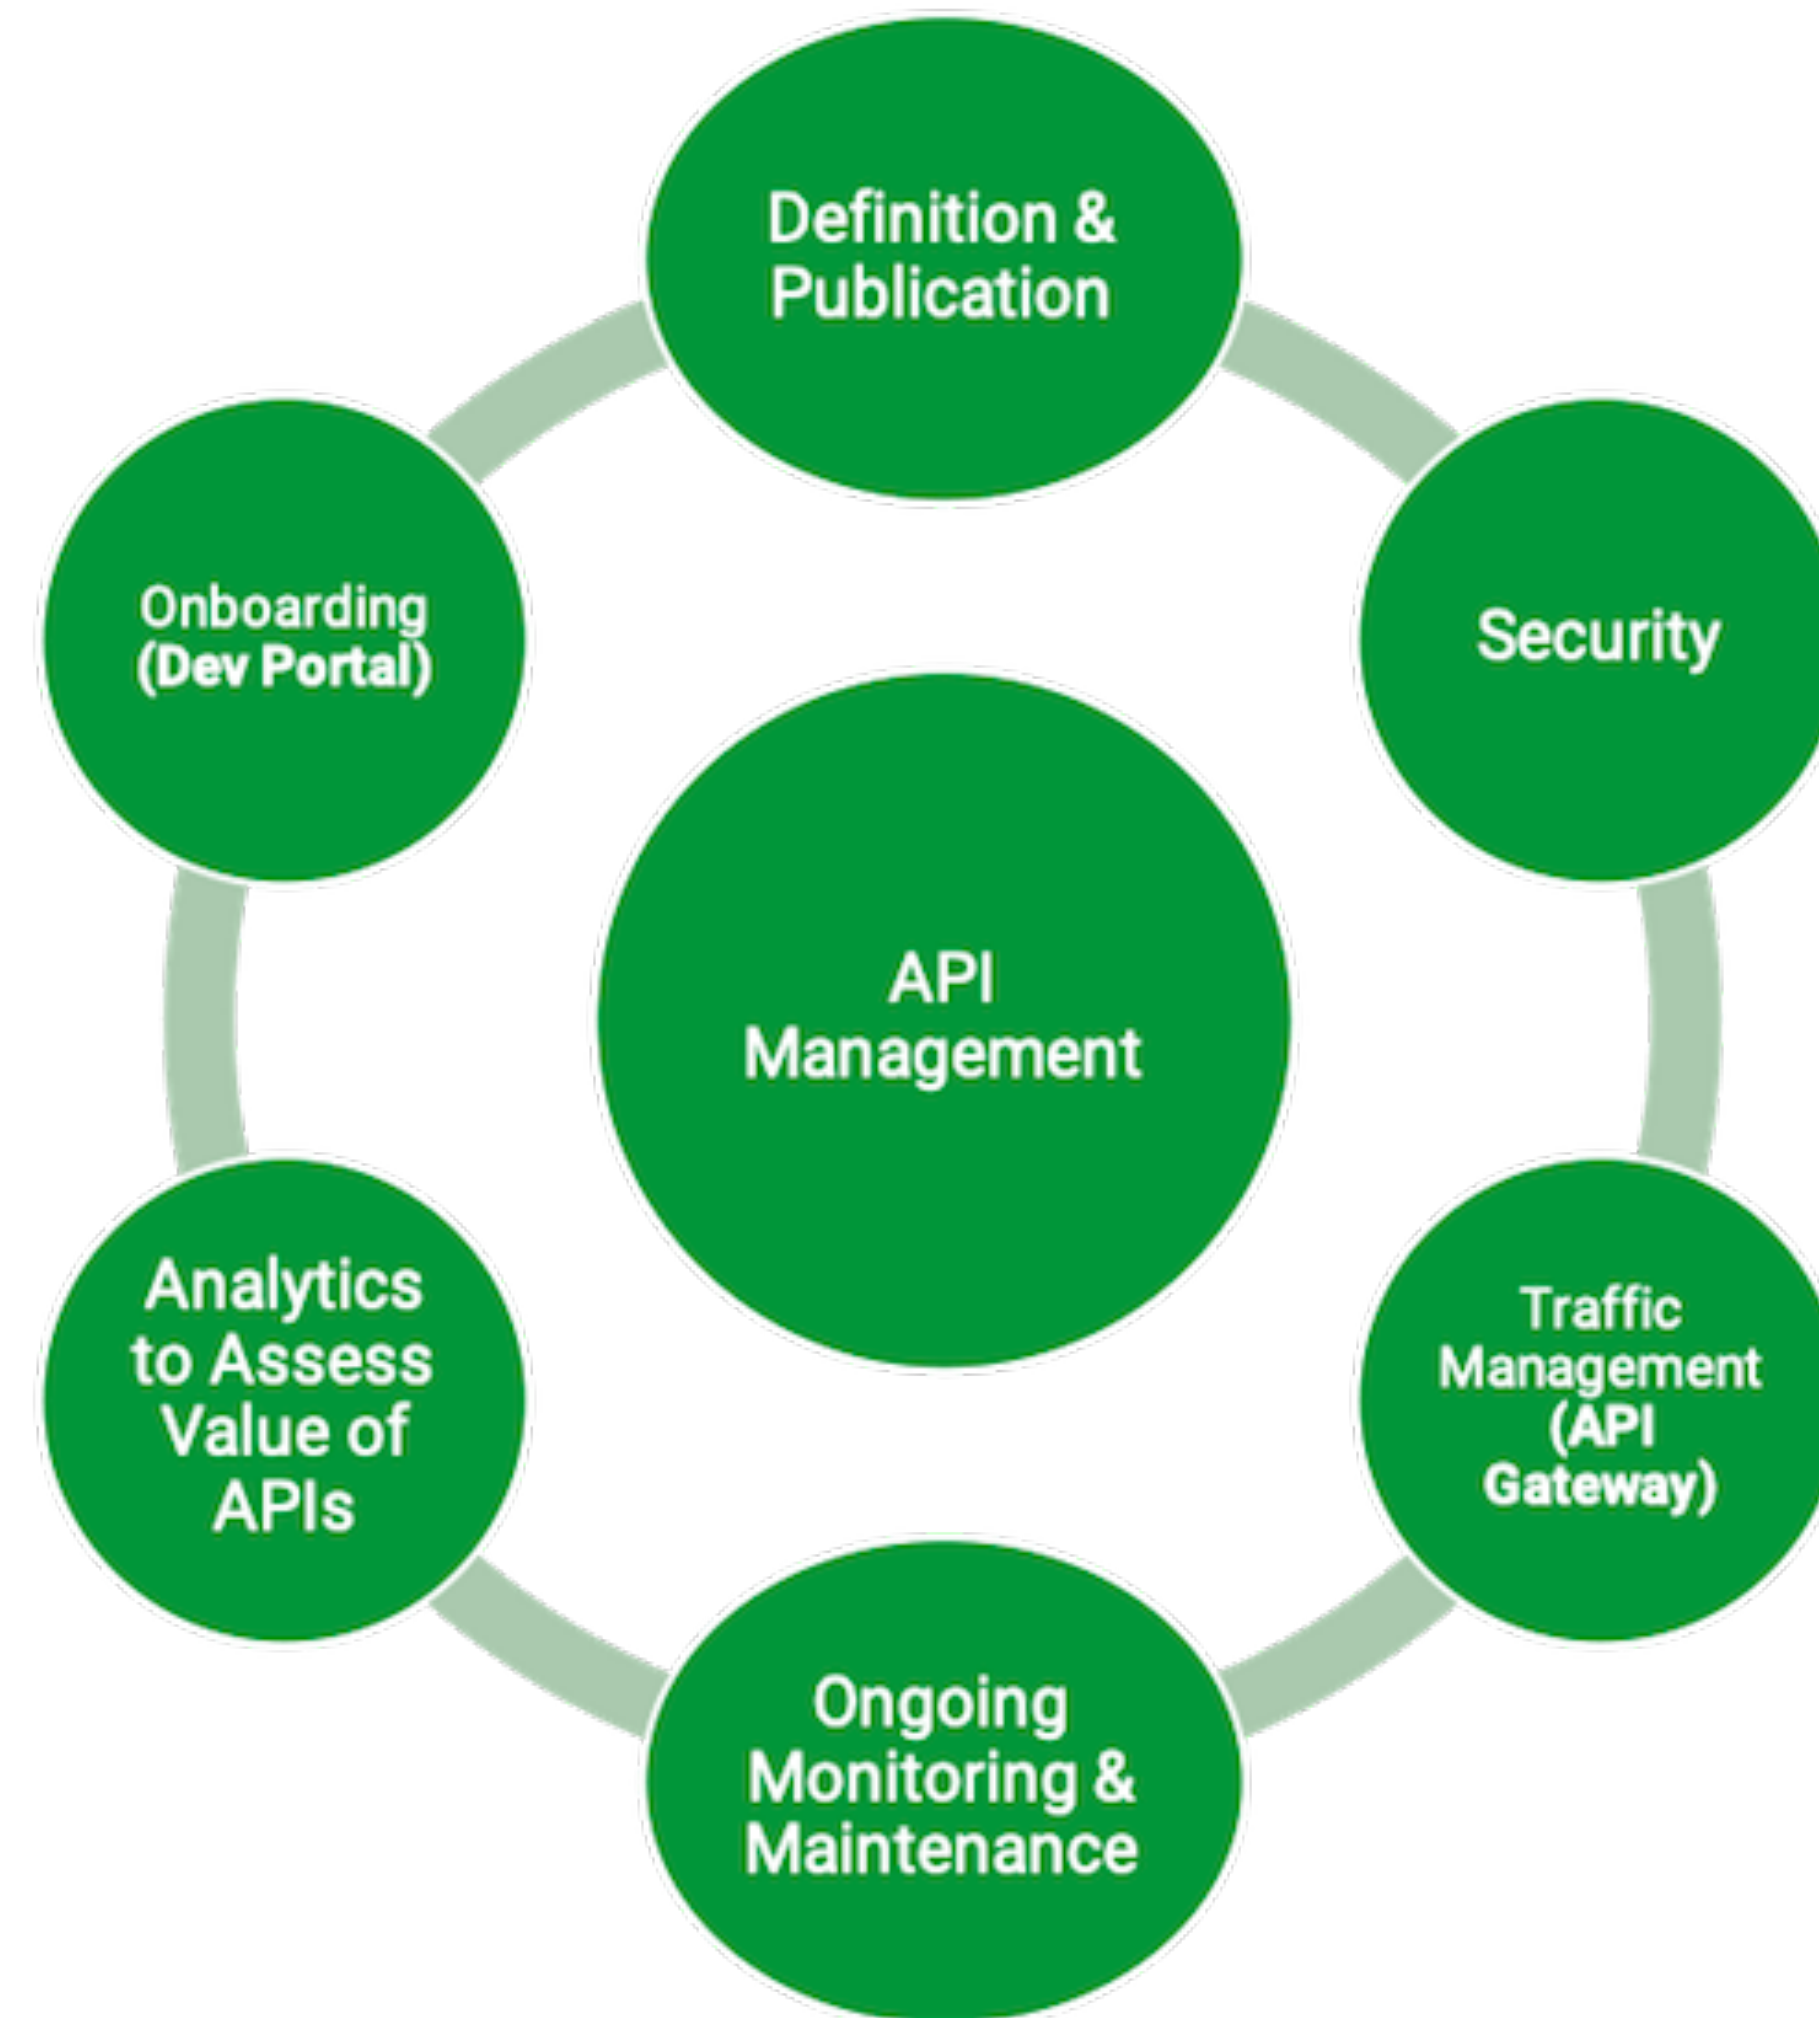 Definition &
Publication
Onboarding
(Dev Portal)
Security
API
Management
Analytics
to Assess
Value of
APIs
Traffic
Management
(API
Gateway)
Ongoing
Monitoring &
Maintenance